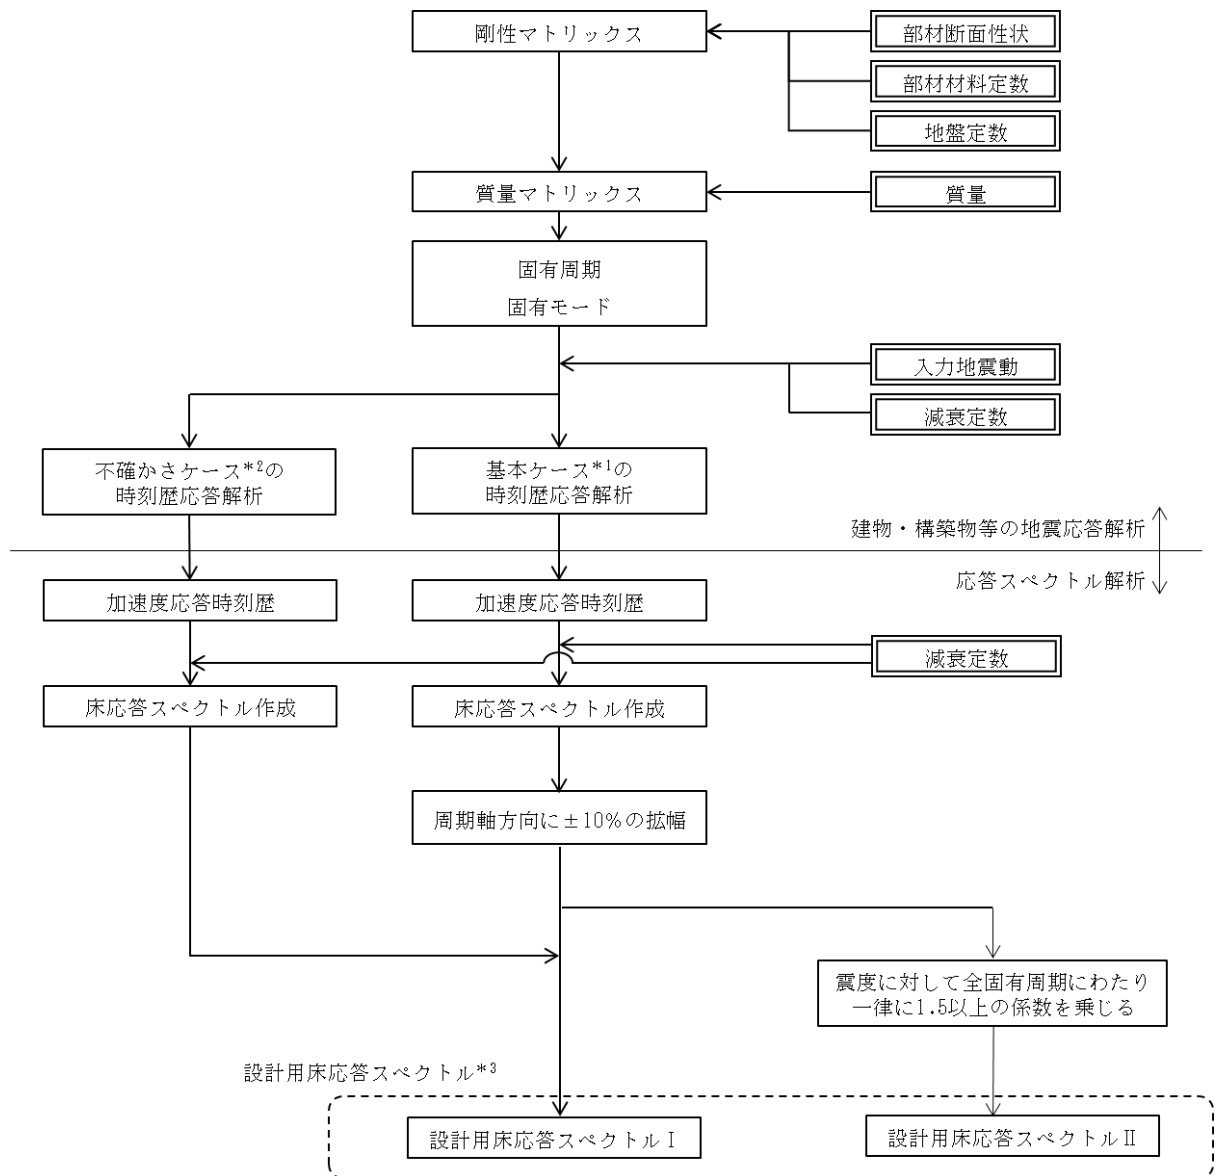 剛性マトリックス
部材断面性状
部材材料定数
地盤定数
質量マトリックス
質量
固有周期
固有モード
入力地震動
減衰定数
不確かさケース*2の
時刻歴応答解析
基本ケース*1の
時刻歴応答解析
建物・構築物等の地震応答解析
応答スペクトル解析
加速度応答時刻歴
加速度応答時刻歴
減衰定数
床応答スペクトル作成
床応答スペクトル作成
周期軸方向に±10%の拡幅
震度に対して全固有周期にわたり
一律に1.5以上の係数を乗じる
設計用床応答スペクトル*3
設計用床応答スペクトルⅠ
設計用床応答スペクトルⅡ